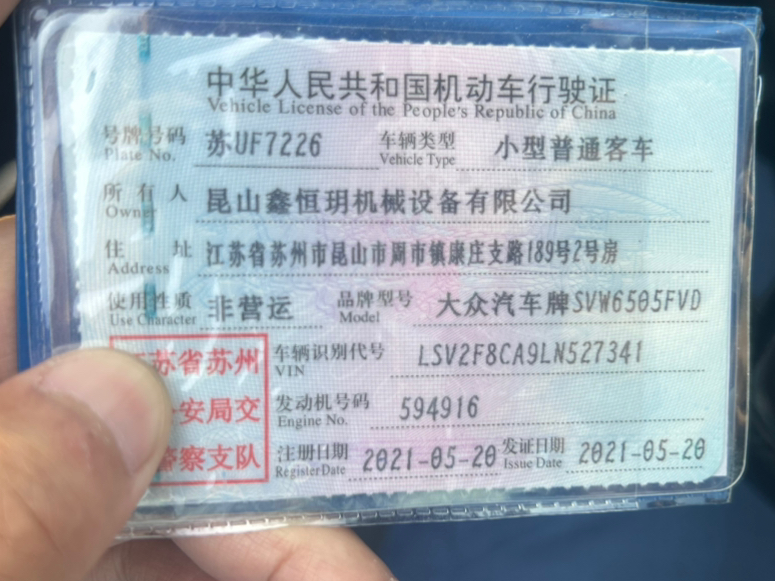 中华人民共和国机动车行驶证
Vehicle License of the People's Republic of China
号牌号码 苏UF7226 车辆类型 小型普通客车
Plate No. Vehicle Type
所有人 昆山鑫恒玥机械设备有限公司
Owner
住址 江苏省苏州市昆山市周市镇康庄支路189号2号房
Address
使用性质 非营运 品牌型号 大众汽车牌SVW6505FVD
Use Character Model
苏省苏州 车辆识别代号 LSV2F8CA9LN527341
VIN
安局交 发动机号码 594916
Engine No.
警察支队 注册日期 2021-05-20 发证日期 2021-05-20
Register Date Issue Date